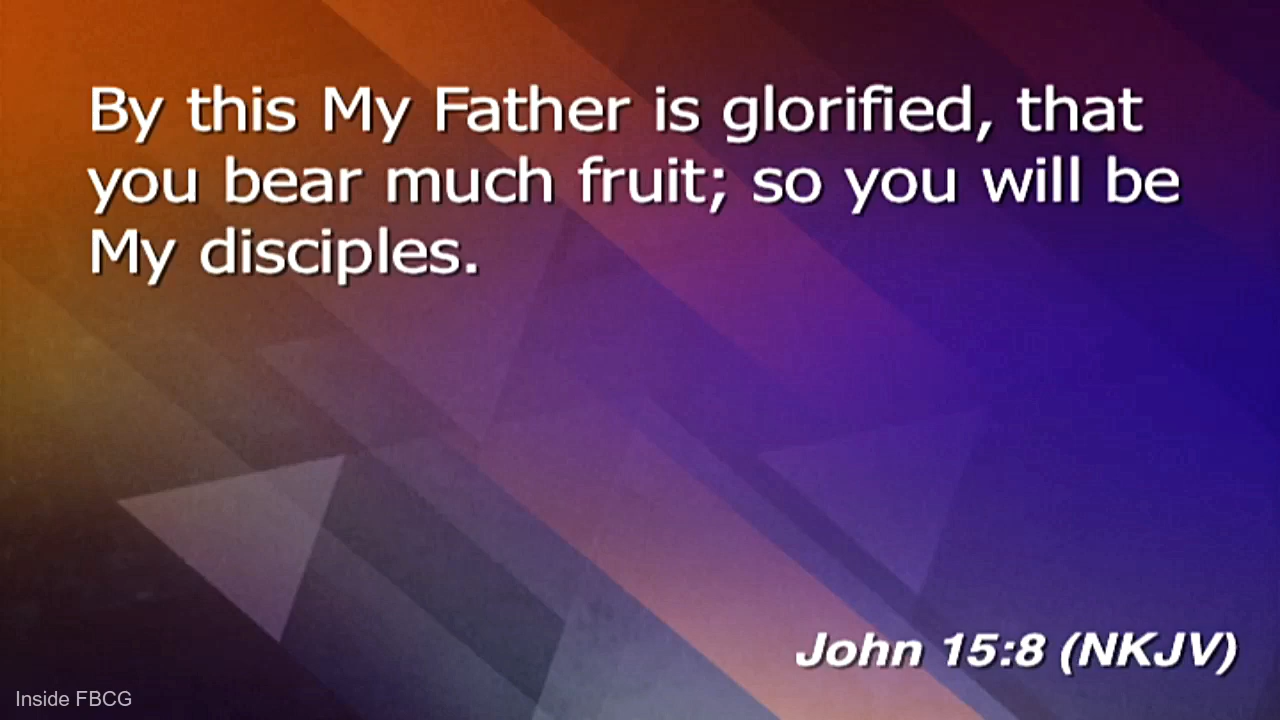 By this My Father is glorified, that
you bear much fruit; so you will be
My disciples.
John 15:8 (NKJV)
Inside FBCG